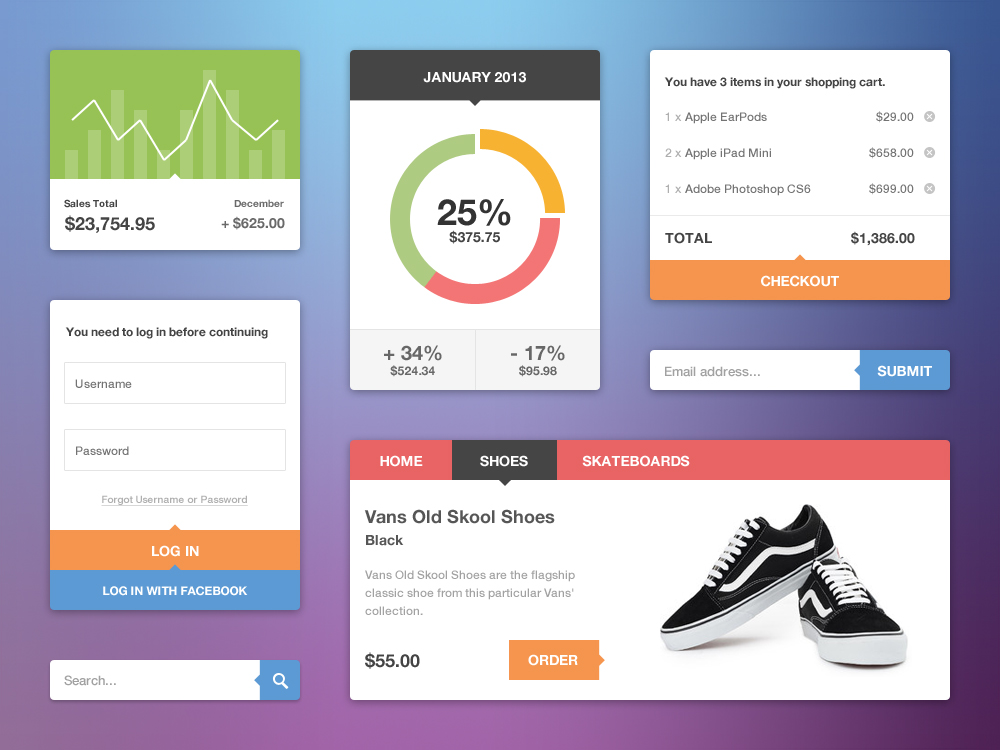 Sales Total
December
$23,754.95
+ $625.00
You need to log in before continuing
Username
Password
Forgot Username or Password
LOG IN
LOG IN WITH FACEBOOK
Search...
JANUARY 2013
25%
$375.75
+ 34%
$524.34
- 17%
$95.98
You have 3 items in your shopping cart.
1 x Apple EarPods $29.00
2 x Apple iPad Mini $658.00
1 x Adobe Photoshop CS6 $699.00
TOTAL $1,386.00
CHECKOUT
Email address... SUBMIT
HOME SHOES SKATEBOARDS
Vans Old Skool Shoes
Black
Vans Old Skool Shoes are the flagship
classic shoe from this particular Vans'
collection.
$55.00 ORDER